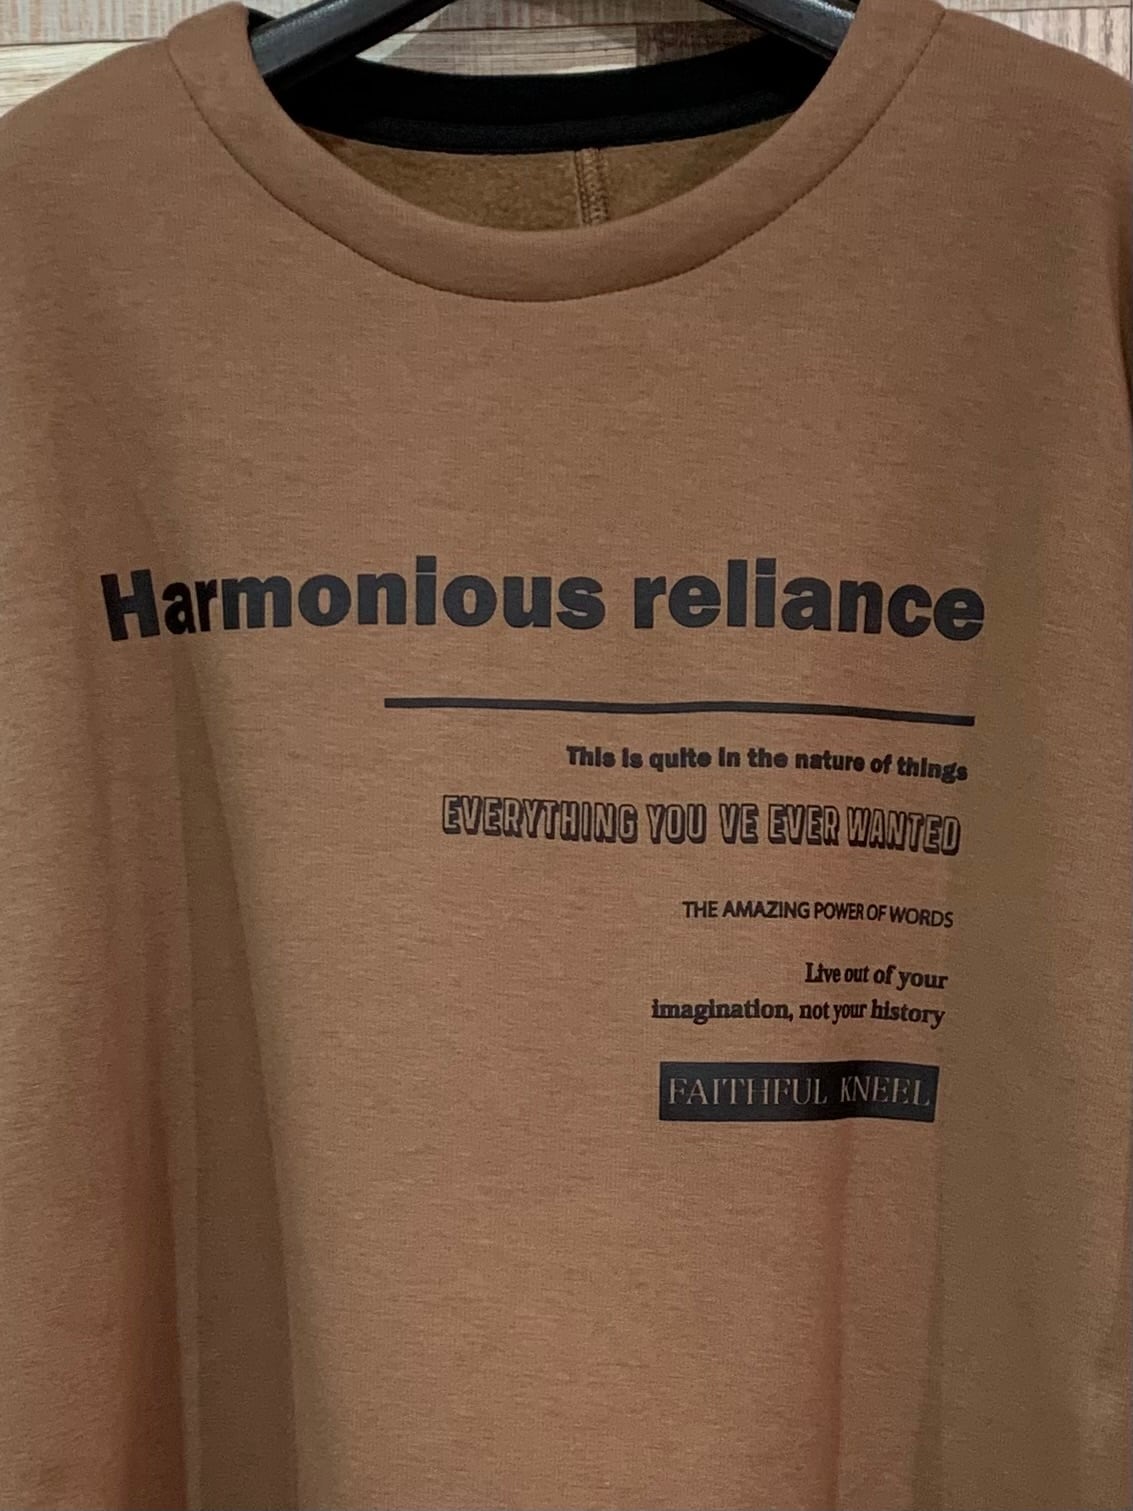 Harmonious reliance
This is quite in the nature of things
EVERYTHING YOU VE EVER WANTED
THE AMAZING POWER OF WORDS
Live out of your
imagination, not your history
FAITHFUL KNEEL